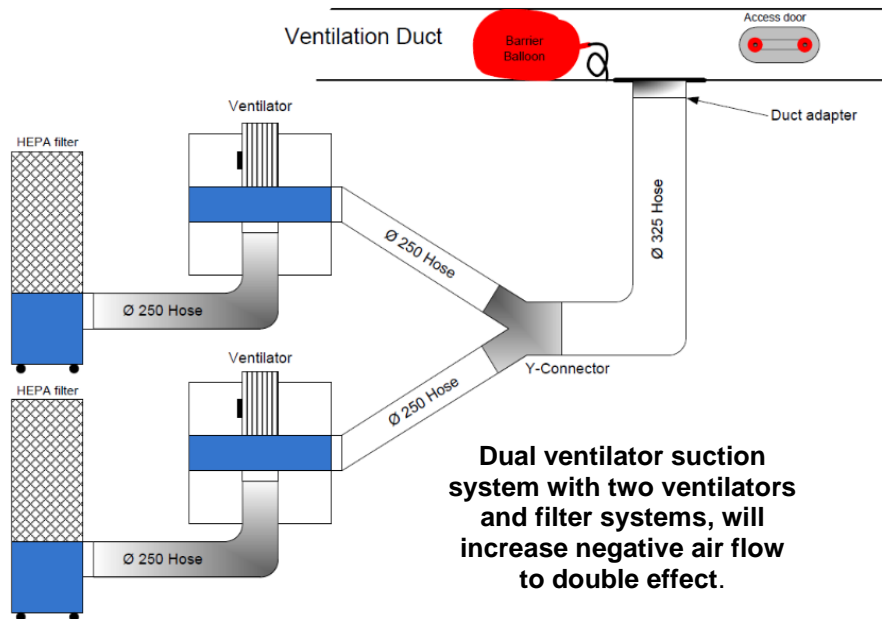 Ventilation Duct
Barrier
Balloon
Access door
Duct adapter
Ventilator
HEPA filter
Ø 325 Hose
Ø 250 Hose
Ø 250 Hose
Ventilator
Y-Connector
HEPA filter
Ø 250 Hose
Ø 250 Hose
Dual ventilator suction
system with two ventilators
and filter systems, will
increase negative air flow
to double effect.